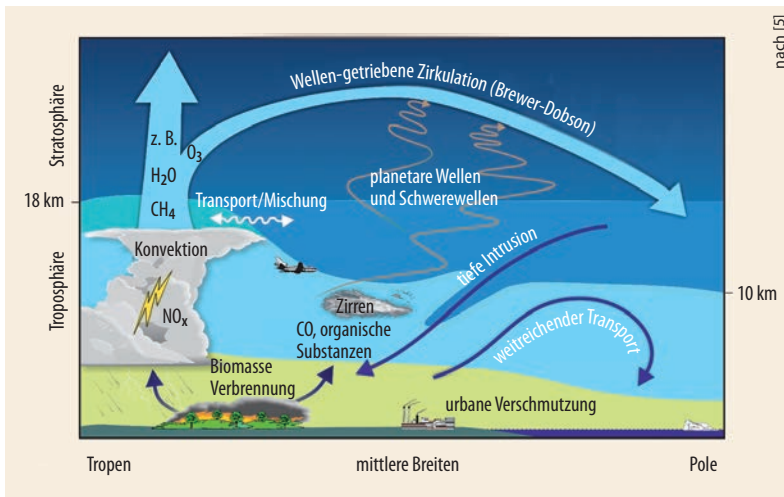 nach [5]
Wellen-getriebene Zirkulation (Brewer-Dobson)
Stratosphäre
z. B.
O₃
H₂O
CH₄
18 km
Transport/Mischung
planetare Wellen
und Schwerewellen
Konvektion
Troposphäre
NOₓ
tiefe Intrusion
10 km
Zirren
CO, organische
Substanzen
weitreichender Transport
Biomasse
Verbrennung
urbane Verschmutzung
Tropen
mittlere Breiten
Pole